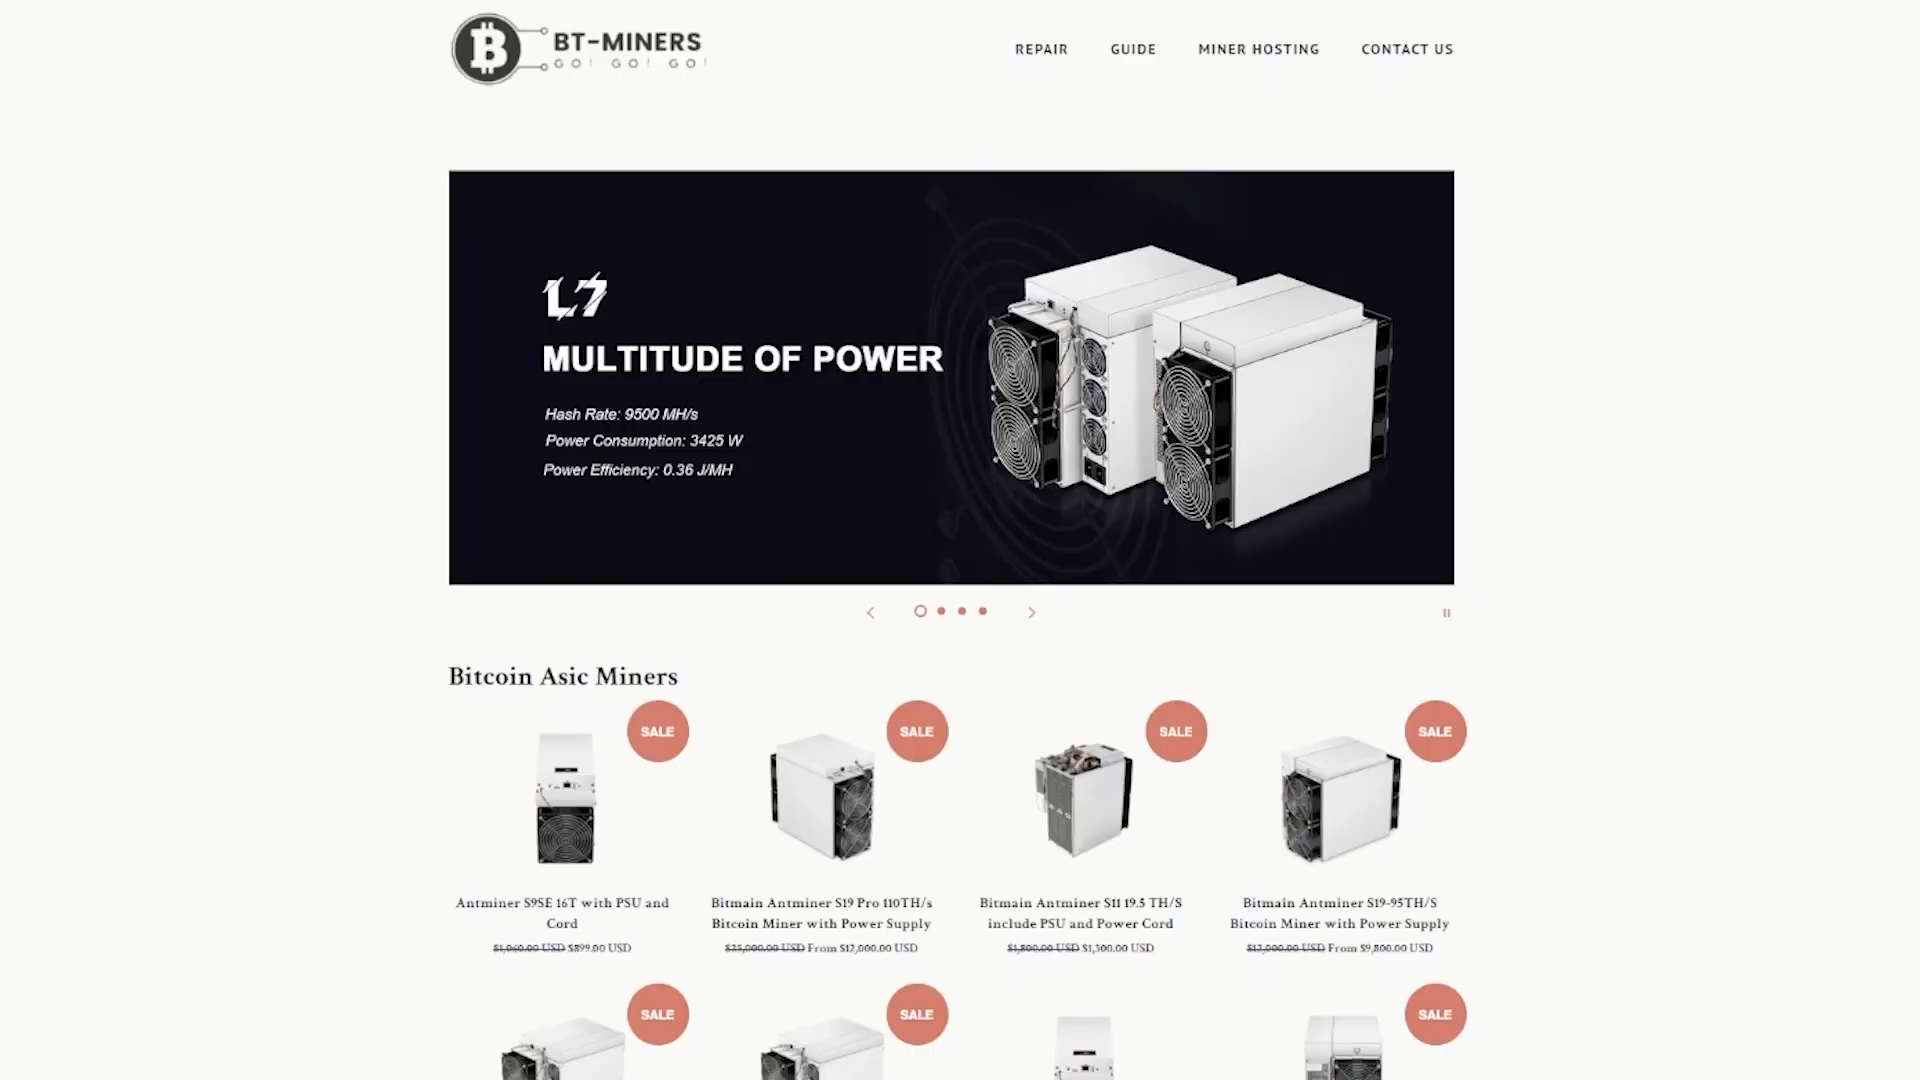 BT-MINERS
GO! GO! GO!
REPAIR
GUIDE
MINER HOSTING
CONTACT US
L7
MULTITUDE OF POWER
Hash Rate: 9500 MH/s
Power Consumption: 3425 W
Power Efficiency: 0.36 J/MH
Bitcoin Asic Miners
SALE
SALE
SALE
SALE
Antminer S9SE 16T with PSU and
Cord
$1,060.00 USD $899.00 USD
Bitmain Antminer S19 Pro 110TH/s
Bitcoin Miner with Power Supply
$25,000.00 USD From $12,000.00 USD
Bitmain Antminer S11 19.5 TH/S
include PSU and Power Cord
$1,800.00 USD $1,300.00 USD
Bitmain Antminer S19-95TH/S
Bitcoin Miner with Power Supply
$12,000.00 USD From $9,800.00 USD
SALE
SALE
SALE